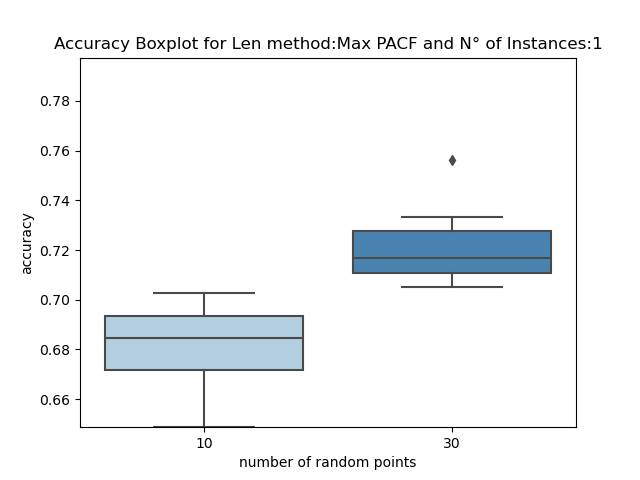 Accuracy Boxplot for Len method:Max PACF and N° of Instances:1
0.78
0.76
0.74
0.72
0.70
0.68
0.66
accuracy
10 30
number of random points